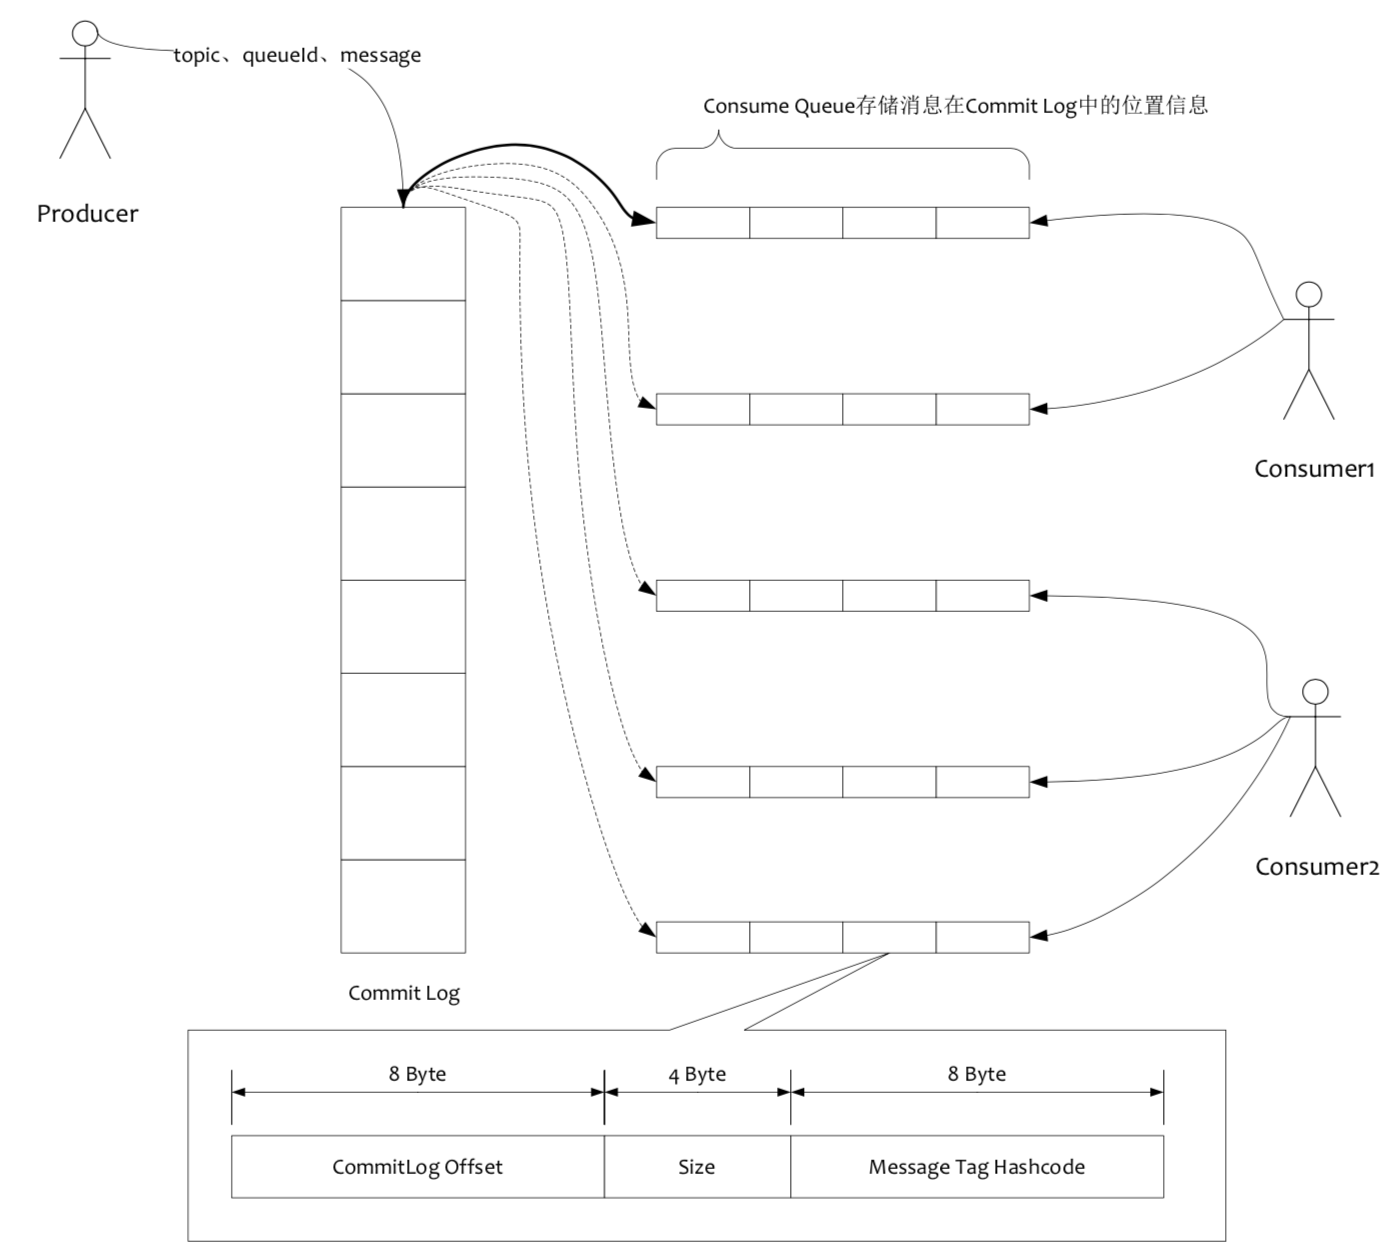 topic、queueId、message
Producer
Consume Queue存储消息在Commit Log中的位置信息
Consumer1
Consumer2
Commit Log
8 Byte
4 Byte
8 Byte
CommitLog Offset
Size
Message Tag Hashcode